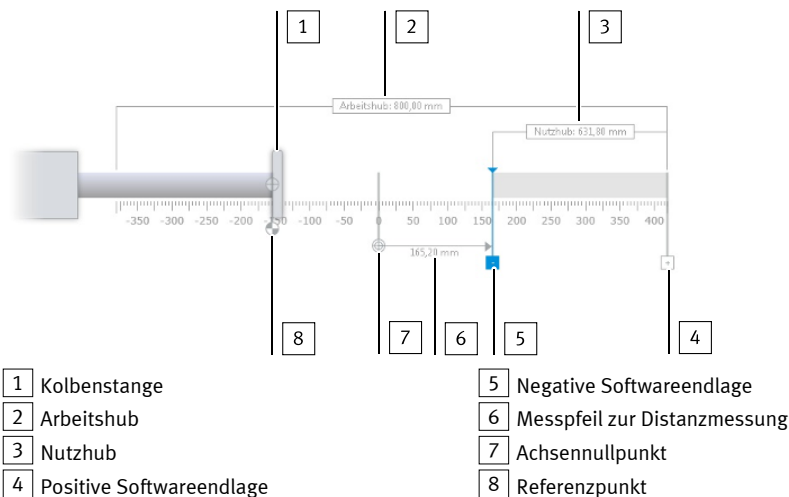 1 2 3
Arbeitshub: 800,00 mm
Nutzhub: 631,80 mm
-350 -300 -250 -200 -150 -100 -50 0 50 100 150 200 250 300 350 400
165,20 mm
8 7 6 5 4
1 Kolbenstange
2 Arbeitshub
3 Nutzhub
4 Positive Softwareendlage
5 Negative Softwareendlage
6 Messpfeil zur Distanzmessung
7 Achsennullpunkt
8 Referenzpunkt